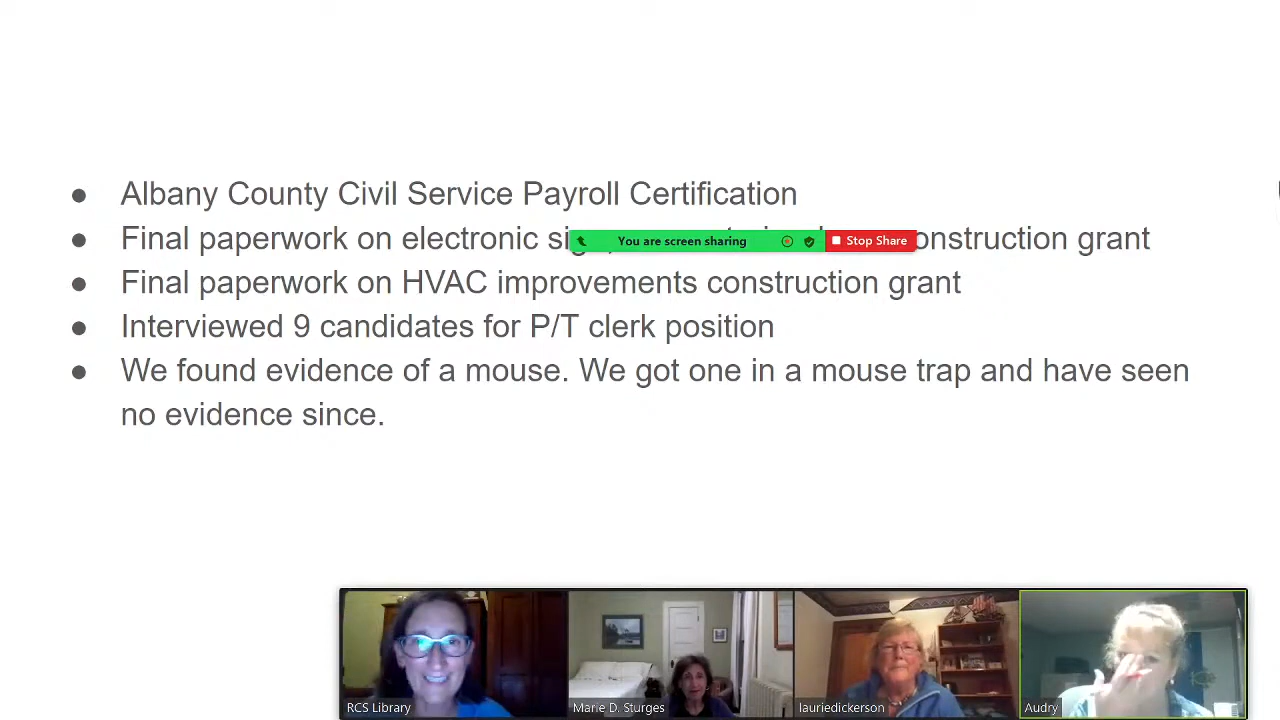 ● Albany County Civil Service Payroll Certification
● Final paperwork on electronic construction grant
You are screen sharing
Stop Share
● Final paperwork on HVAC improvements construction grant
● Interviewed 9 candidates for P/T clerk position
● We found evidence of a mouse. We got one in a mouse trap and have seen
no evidence since.
RCS Library
Marie D. Sturges
lauriedickerson
Audry